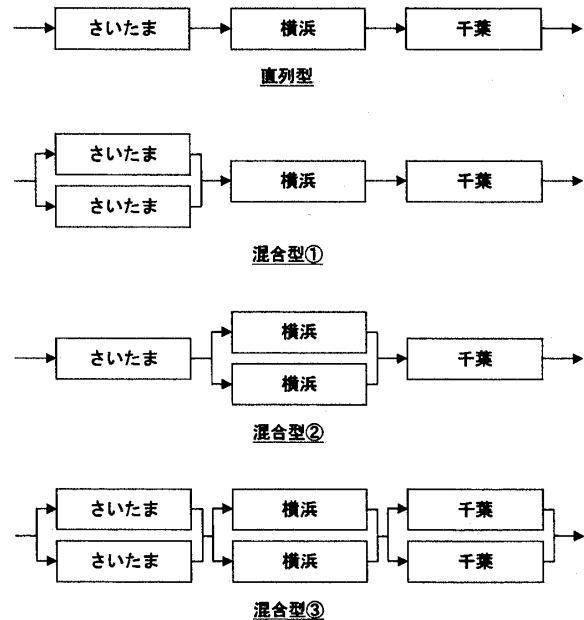 さいたま 横浜 千葉
直列型
さいたま
横浜 千葉
さいたま
混合型①
横浜
さいたま 千葉
横浜
混合型②
さいたま 横浜 千葉
さいたま 横浜 千葉
混合型③